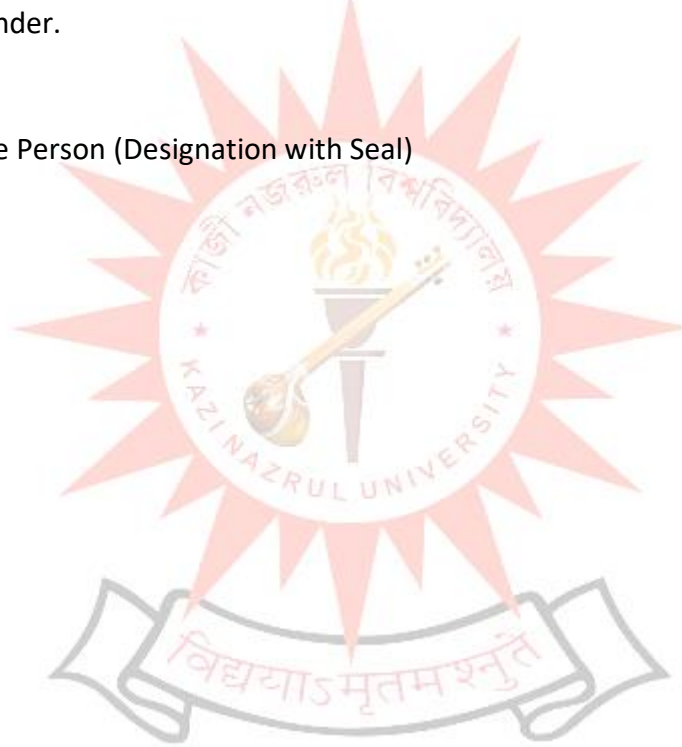 nder.
e Person (Designation with Seal)
কাজী নজরুল বিশ্ববিদ্যালয়
KAZI NAZRUL UNIVERSITY
विद्ययाऽमृतमश्नुते